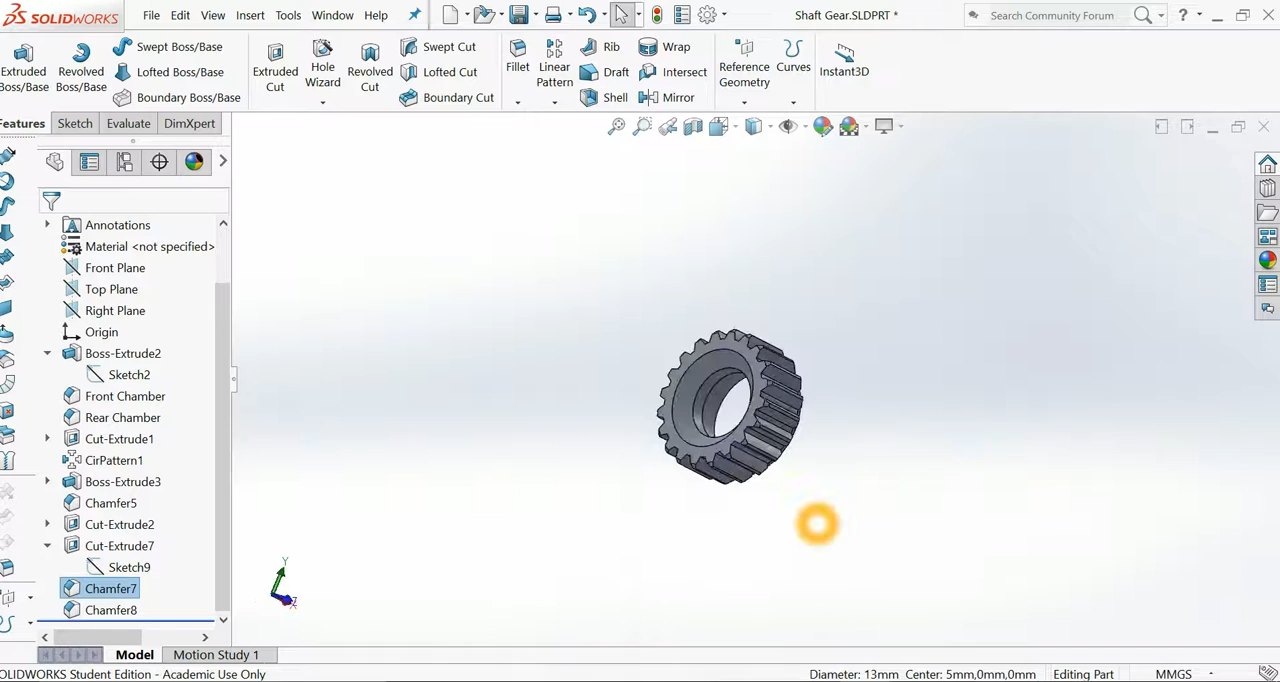 SOLIDWORKS File Edit View Insert Tools Window Help Shaft Gear.SLDPRT * Search Community Forum ?
Extruded Boss/Base
Revolved Boss/Base
Swept Boss/Base
Lofted Boss/Base
Boundary Boss/Base
Extruded Cut
Hole Wizard
Revolved Cut
Swept Cut
Lofted Cut
Boundary Cut
Fillet
Linear Pattern
Rib
Draft
Shell
Wrap
Intersect
Mirror
Reference Geometry
Curves
Instant3D
Features Sketch Evaluate DimXpert
Annotations
Material <not specified>
Front Plane
Top Plane
Right Plane
Origin
Boss-Extrude2
Sketch2
Front Chamber
Rear Chamber
Cut-Extrude1
CirPattern1
Boss-Extrude3
Chamfer5
Cut-Extrude2
Cut-Extrude7
Sketch9
Chamfer7
Chamfer8
Y
Model Motion Study 1
SOLIDWORKS Student Edition - Academic Use Only Diameter: 13mm Center: 5mm,0mm,0mm Editing Part MMGS